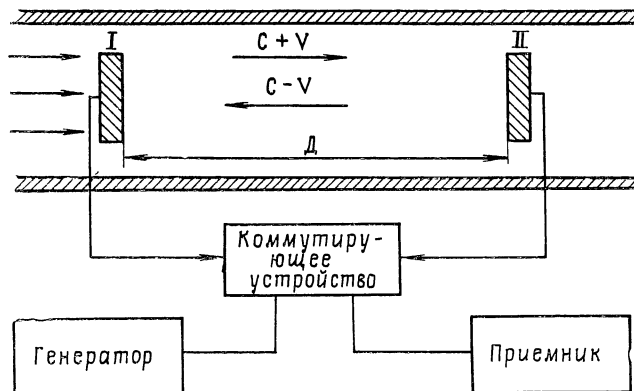 I
II
C + V
C – V
Д
Коммутиру-
ющее
устройство
Генератор
Приемник